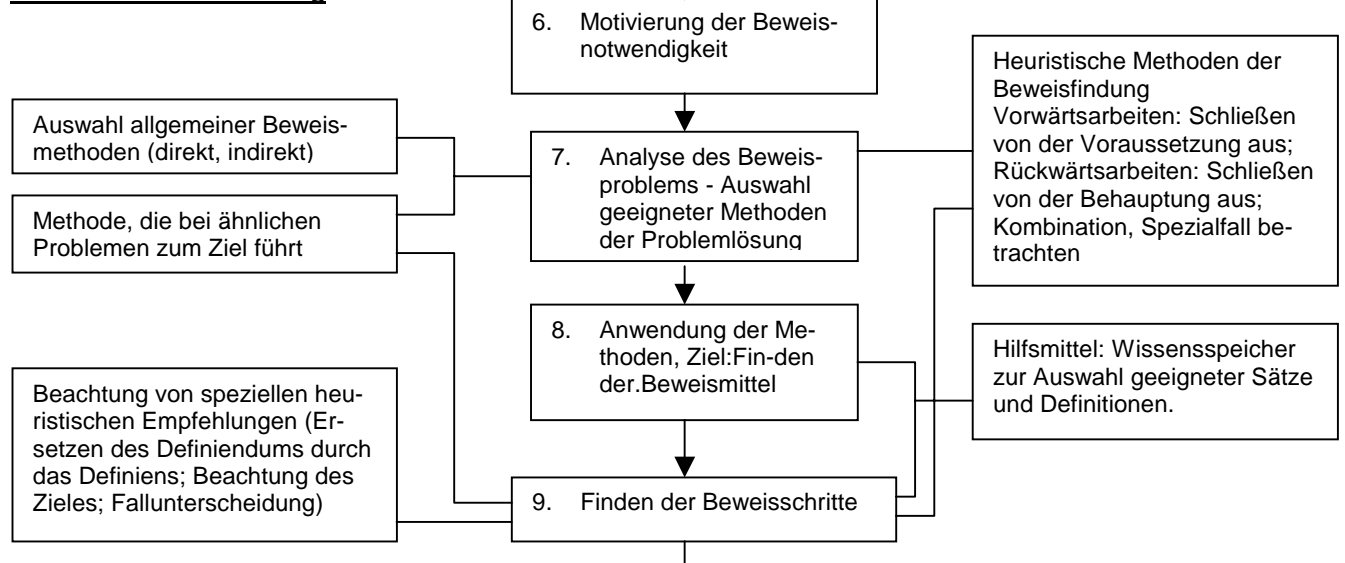 6. Motivierung der Beweis-
notwendigkeit
Heuristische Methoden der
Beweisfindung
Vorwärtsarbeiten: Schließen
von der Voraussetzung aus;
Rückwärtsarbeiten: Schließen
von der Behauptung aus;
Kombination, Spezialfall be-
trachten
Auswahl allgemeiner Beweis-
methoden (direkt, indirekt)
7. Analyse des Beweis-
problems - Auswahl
geeigneter Methoden
der Problemlösung
Methode, die bei ähnlichen
Problemen zum Ziel führt
8. Anwendung der Me-
thoden, Ziel:Fin-den
der.Beweismittel
Hilfsmittel: Wissensspeicher
zur Auswahl geeigneter Sätze
und Definitionen.
Beachtung von speziellen heu-
ristischen Empfehlungen (Er-
setzen des Definiendums durch
das Definiens; Beachtung des
Zieles; Fallunterscheidung)
9. Finden der Beweisschritte